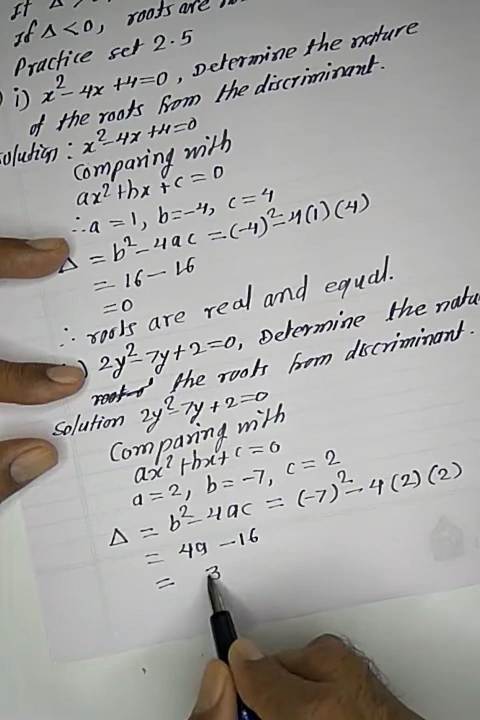 If Δ
If Δ < 0, roots are
Practice set 2.5
i) x² - 4x + 4 = 0, Determine the nature
of the roots from the discriminant.
Solution : x² - 4x + 4 = 0
Comparing with
ax² + bx + c = 0
∴ a = 1, b = -4, c = 4
Δ = b² - 4ac = (-4)² - 4(1)(4)
= 16 - 16
= 0
∴ roots are real and equal.
) 2y² - 7y + 2 = 0, Determine the natu
the roots from discriminant.
Solution 2y² - 7y + 2 = 0
Comparing with
ax² + bx + c = 0
a = 2, b = -7, c = 2
Δ = b² - 4ac = (-7)² - 4(2)(2)
= 49 - 16
= 3